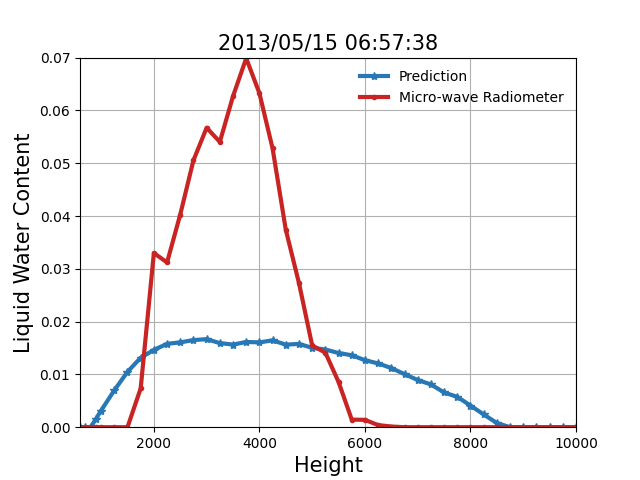 2013/05/15 06:57:38
Prediction
Micro-wave Radiometer
Liquid Water Content
0.07
0.06
0.05
0.04
0.03
0.02
0.01
0.00
2000 4000 6000 8000 10000
Height